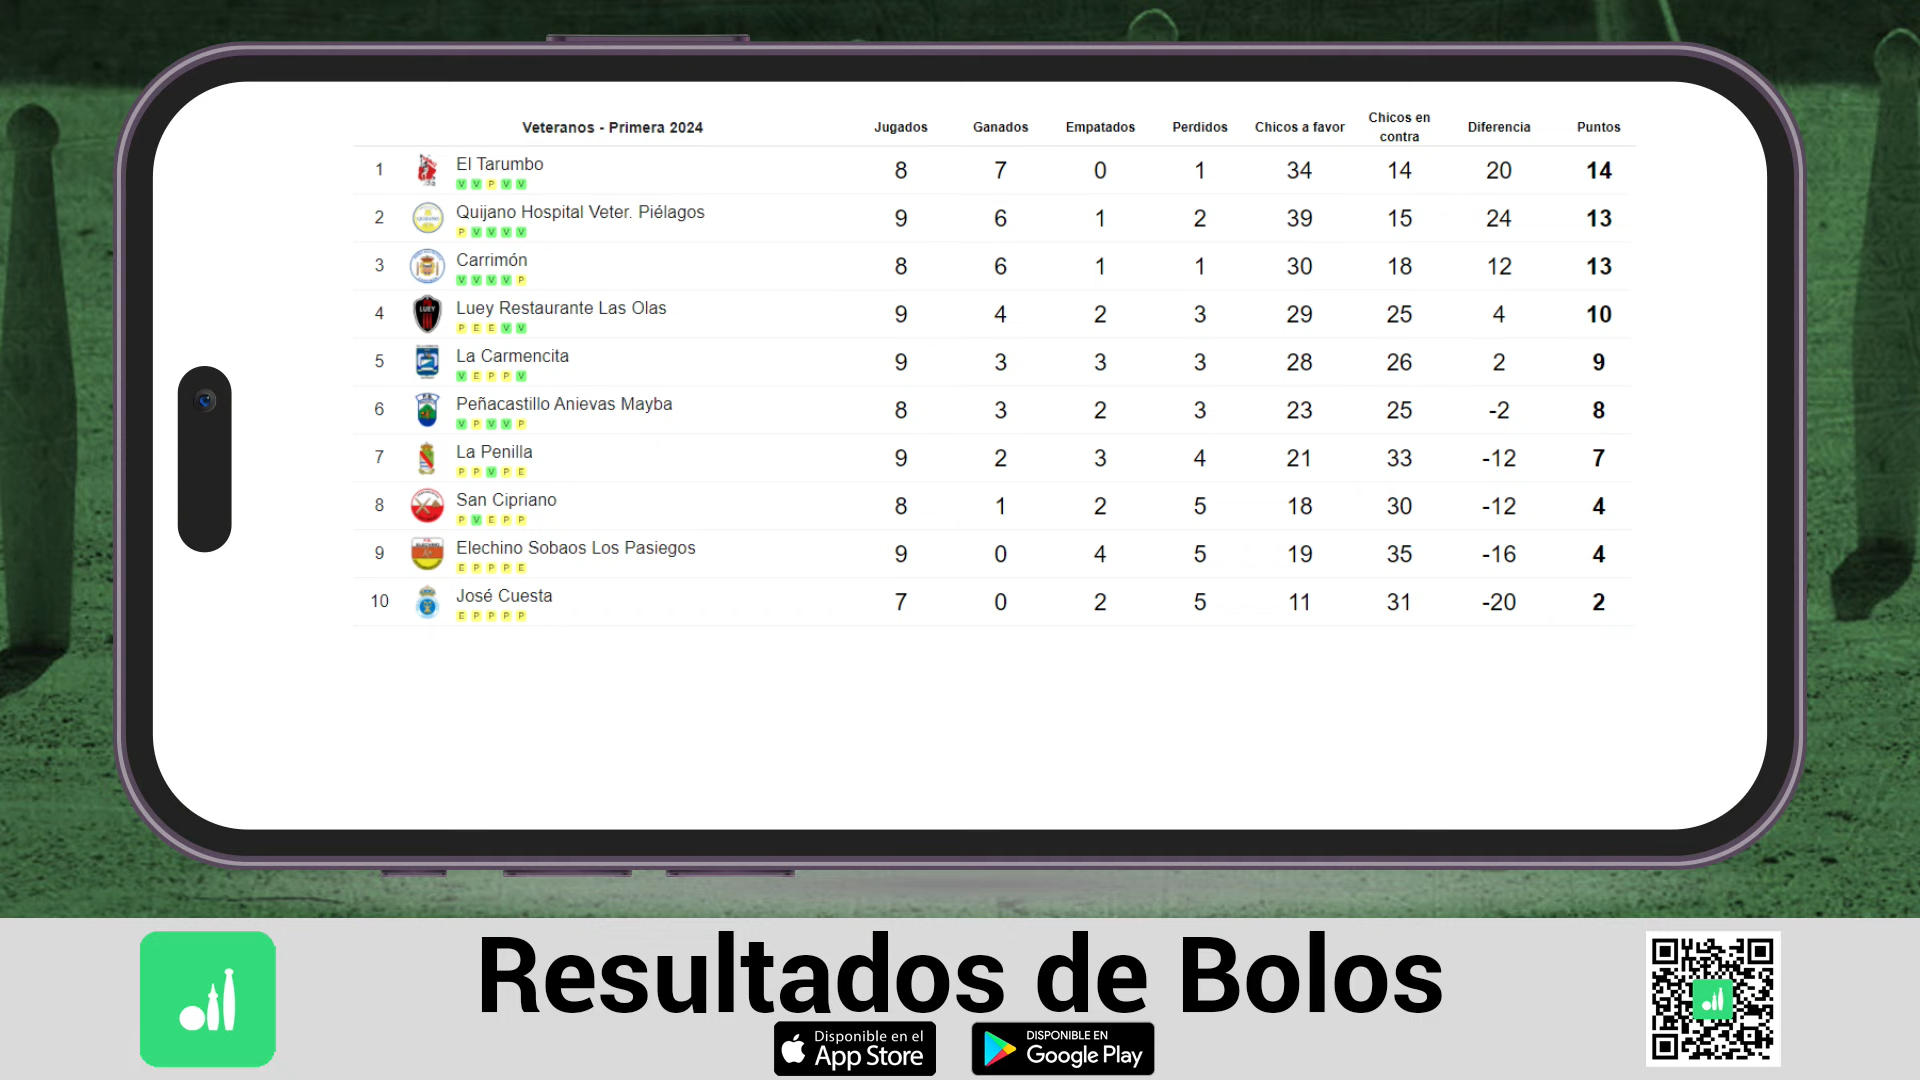 Veteranos - Primera 2024 Jugados Ganados Empatados Perdidos Chicos a favor Chicos en contra Diferencia Puntos
1 El Tarumbo 8 7 0 1 34 14 20 14
V V P V V
2 Quijano Hospital Veter. Piélagos 9 6 1 2 39 15 24 13
P V V V V
3 Carrimón 8 6 1 1 30 18 12 13
V V V V P
4 Luey Restaurante Las Olas 9 4 2 3 29 25 4 10
P E E V V
5 La Carmencita 9 3 3 3 28 26 2 9
V E P P V
6 Peñacastillo Anievas Mayba 8 3 2 3 23 25 -2 8
V P V V P
7 La Penilla 9 2 3 4 21 33 -12 7
P P V P E
8 San Cipriano 8 1 2 5 18 30 -12 4
P V E P P
9 Elechino Sobaos Los Pasiegos 9 0 4 5 19 35 -16 4
E P P P E
10 José Cuesta 7 0 2 5 11 31 -20 2
E P P P P
Resultados de Bolos
Disponible en el App Store
DISPONIBLE EN Google Play